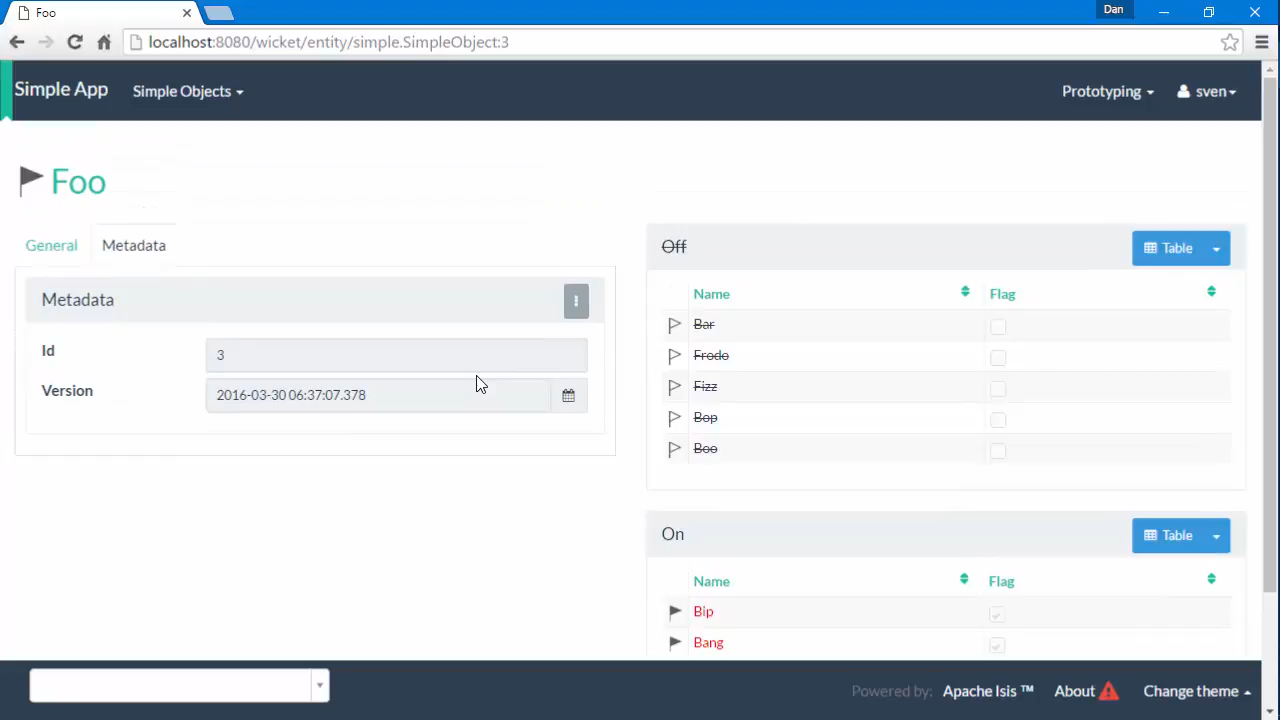 Foo
Dan
localhost:8080/wicket/entity/simple.SimpleObject:3
Simple App
Simple Objects
Prototyping
sven
Foo
General
Metadata
Metadata
Id
3
Version
2016-03-30 06:37:07.378
Off
Table
Name
Flag
Bar
Frodo
Fizz
Bop
Boo
On
Table
Name
Flag
Bip
Bang
Powered by:
Apache Isis ™
About
Change theme